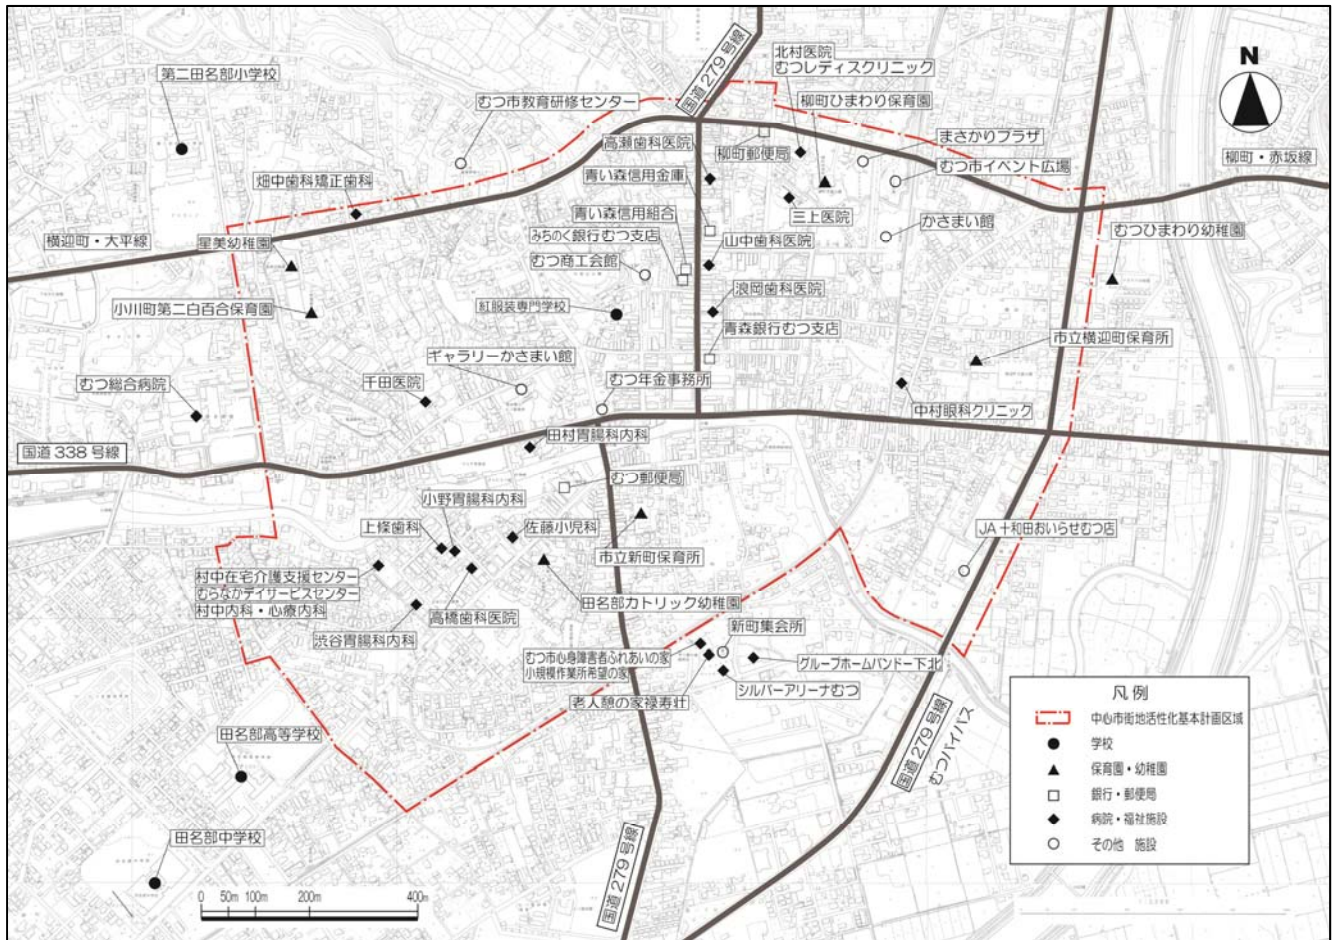 国道279号線
北村医院
むつレディスクリニック
N
第二田名部小学校
むつ市教育研修センター
柳町ひまわり保育園
まさかりプラザ
高瀬歯科医院
柳町郵便局
柳町・赤坂線
むつ市イベント広場
畑中歯科矯正歯科
青い森信用金庫
青い森信用組合
三上医院
かさまい館
横迎町・大平線
星美幼稚園
みちのく銀行むつ支店
山中歯科医院
むつひまわり幼稚園
むつ商工会館
浪岡歯科医院
小川町第二白百合保育園
紅服装専門学校
青森銀行むつ支店
市立横迎町保育所
ギャラリーかさまい館
むつ総合病院
千田医院
むつ年金事務所
中村眼科クリニック
田村胃腸科内科
国道338号線
むつ郵便局
小野胃腸科内科
上條歯科
佐藤小児科
JA十和田おいらせむつ店
市立新町保育所
村中在宅介護支援センター
むらなかデイサービスセンター
村中内科・心療内科
田名部カトリック幼稚園
高橋歯科医院
渋谷胃腸科内科
新町集会所
むつ市心身障害者ふれあいの家
小規模作業所希望の家
グループホームバンドー下北
シルバーアリーナむつ
老人憩の家禄寿荘
田名部高等学校
国道279号線
むつバイパス
田名部中学校
国道279号線
凡例
中心市街地活性化基本計画区域
学校
保育園・幼稚園
銀行・郵便局
病院・福祉施設
その他 施設
0 50m 100m 200m 400m